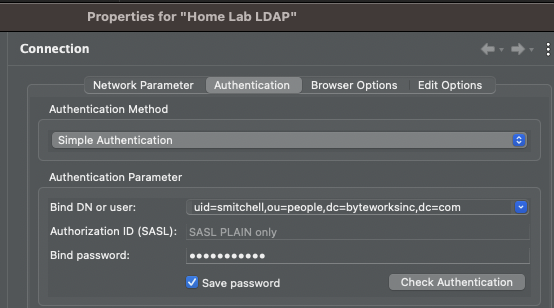 Properties for "Home Lab LDAP"
Connection
Network Parameter Authentication Browser Options Edit Options
Authentication Method
Simple Authentication
Authentication Parameter
Bind DN or user: uid=smitchell,ou=people,dc=byteworksinc,dc=com
Authorization ID (SASL): SASL PLAIN only
Bind password: •••••••••••
Save password Check Authentication